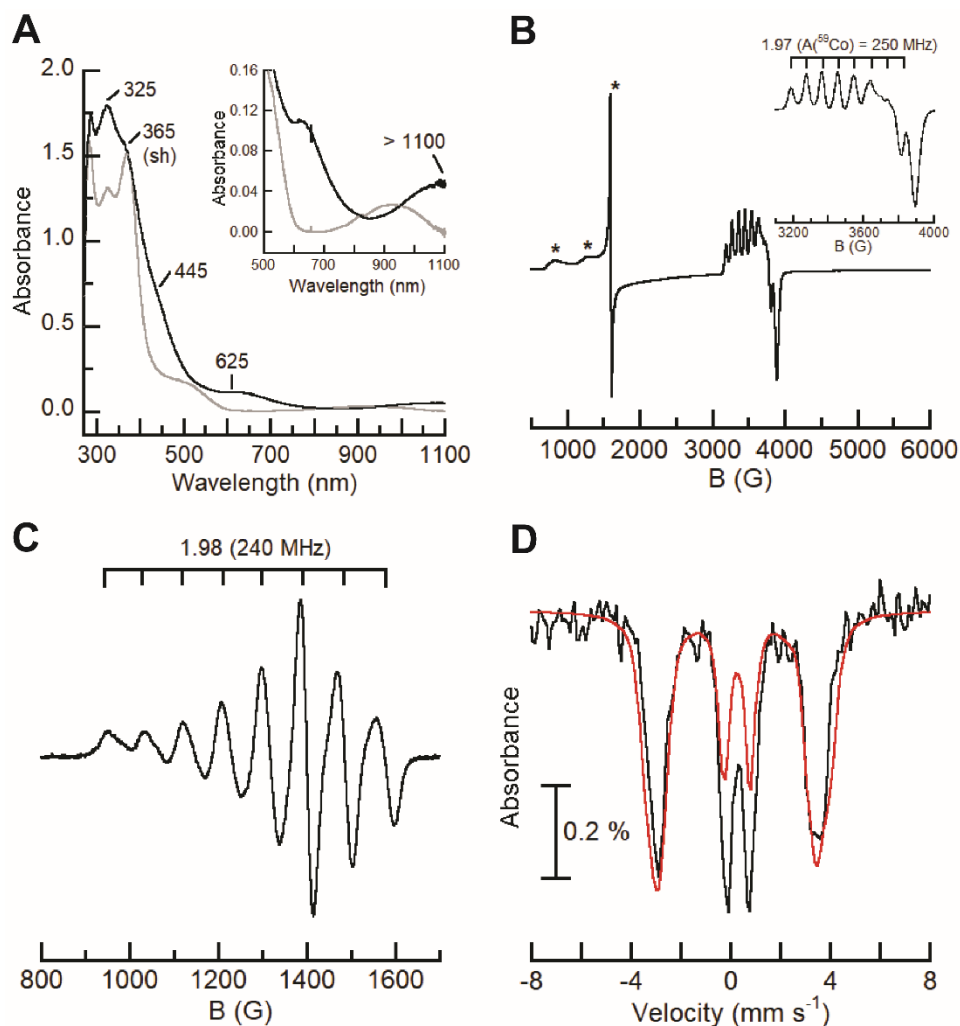 A
2.0
1.5
1.0
0.5
0.0
Absorbance
325
365
(sh)
445
625
300 500 700 900 1100
Wavelength (nm)
0.16
0.12
0.08
0.04
0.00
Absorbance
> 1100
500 700 900 1100
Wavelength (nm)
B
*
*
*
1000 2000 3000 4000 5000 6000
B (G)
1.97 (A(⁵⁹Co) = 250 MHz)
3200 3600 4000
B (G)
C
1.98 (240 MHz)
800 1000 1200 1400 1600
B (G)
D
Absorbance
0.2 %
-8 -4 0 4 8
Velocity (mm s⁻¹)